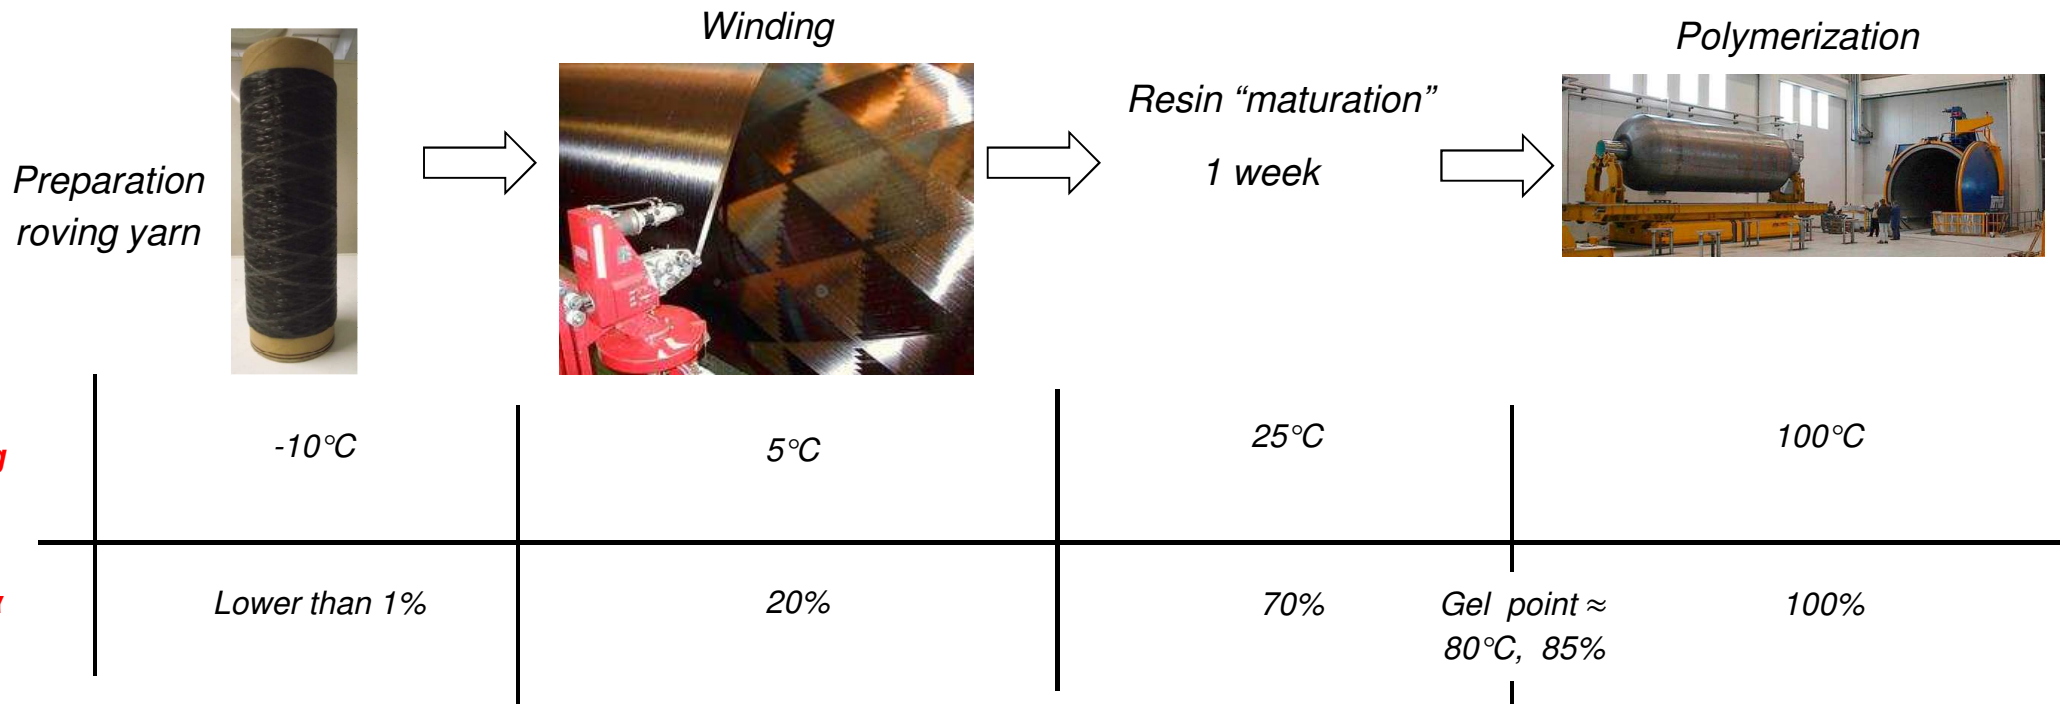 Winding
Polymerization
Resin “maturation”
1 week
Preparation
roving yarn
-10°C
5°C
25°C
100°C
Lower than 1%
20%
70%
Gel point ≈
80°C, 85%
100%